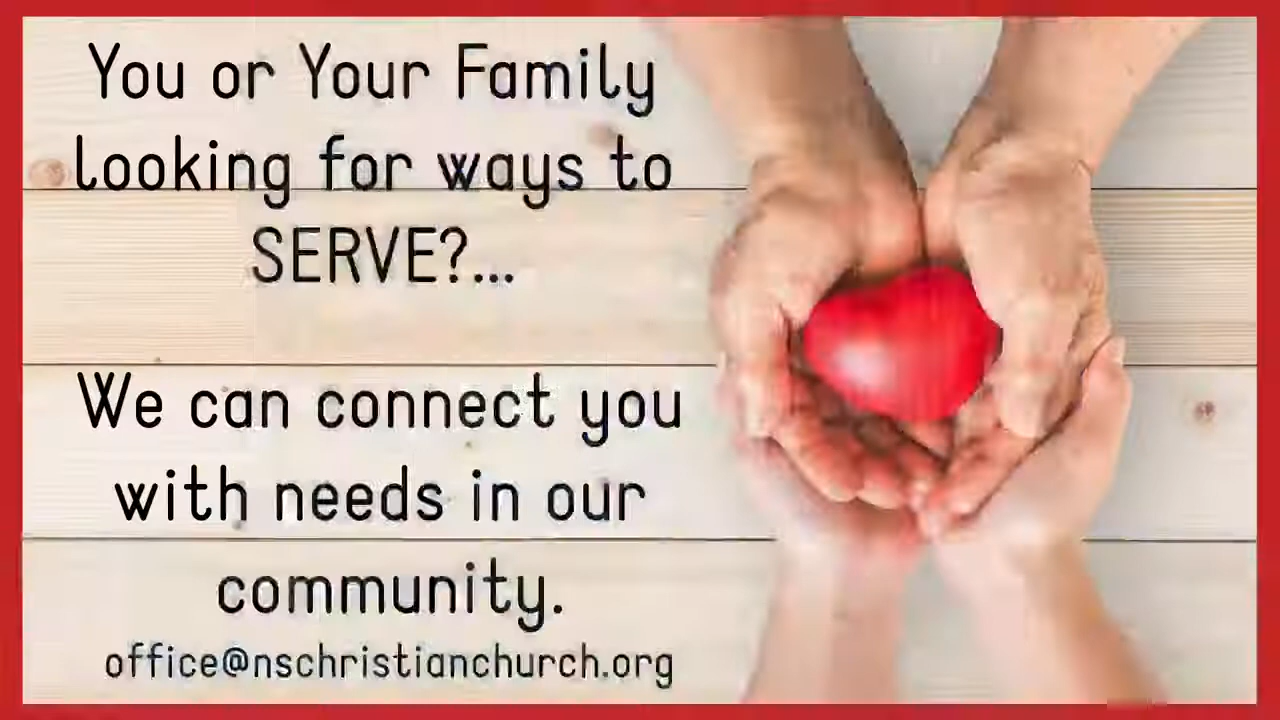 You or Your Family
looking for ways to
SERVE?...
We can connect you
with needs in our
community.
office@nschristianchurch.org